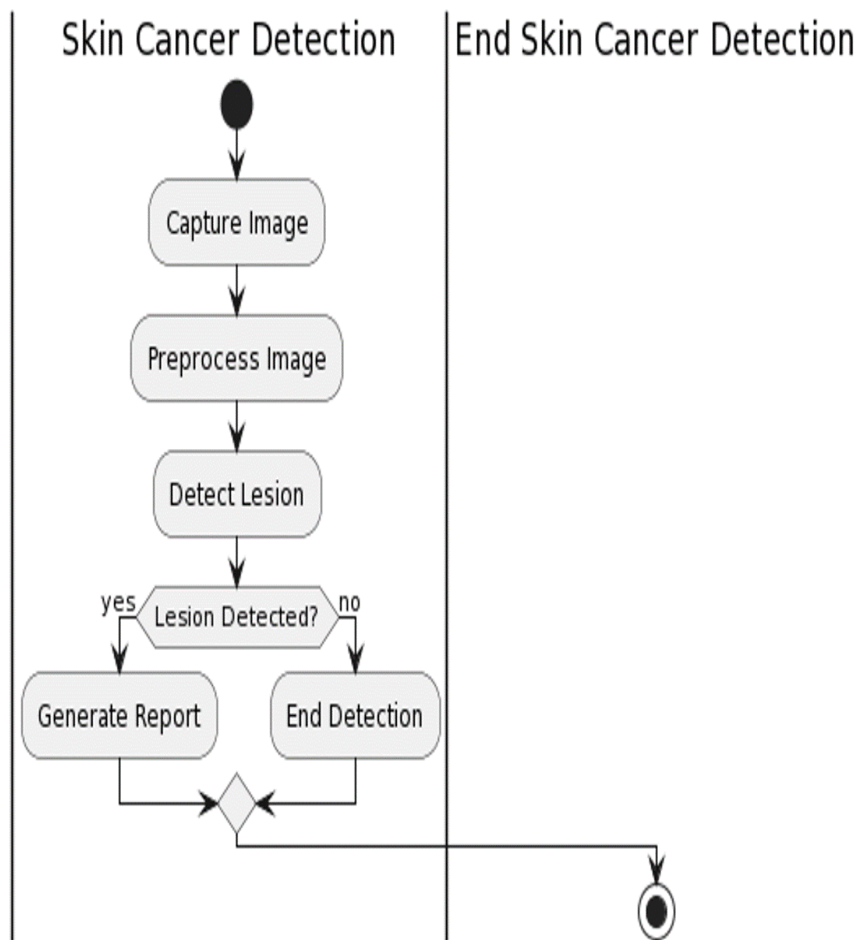 Skin Cancer Detection
End Skin Cancer Detection
Capture Image
Preprocess Image
Detect Lesion
yes
Lesion Detected?
no
Generate Report
End Detection